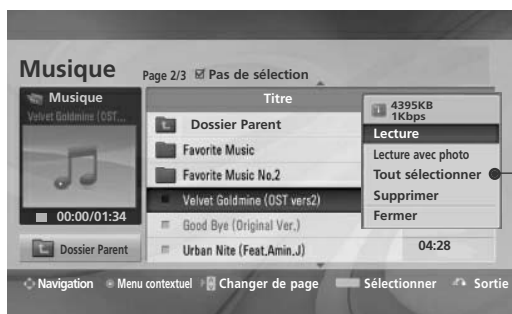 Musique
Page 2/3 Pas de sélection
Musique
Velvet Goldmine (OST...
00:00/01:34
Dossier Parent
Titre
Dossier Parent
Favorite Music
Favorite Music No.2
Velvet Goldmine (OST vers2)
Good Bye (Original Ver.)
Urban Nite (Feat.Amin.J)
04:28
4395KB
1Kbps
Lecture
Lecture avec photo
Tout sélectionner
Supprimer
Fermer
Navigation Menu contextuel Changer de page Sélectionner Sortie